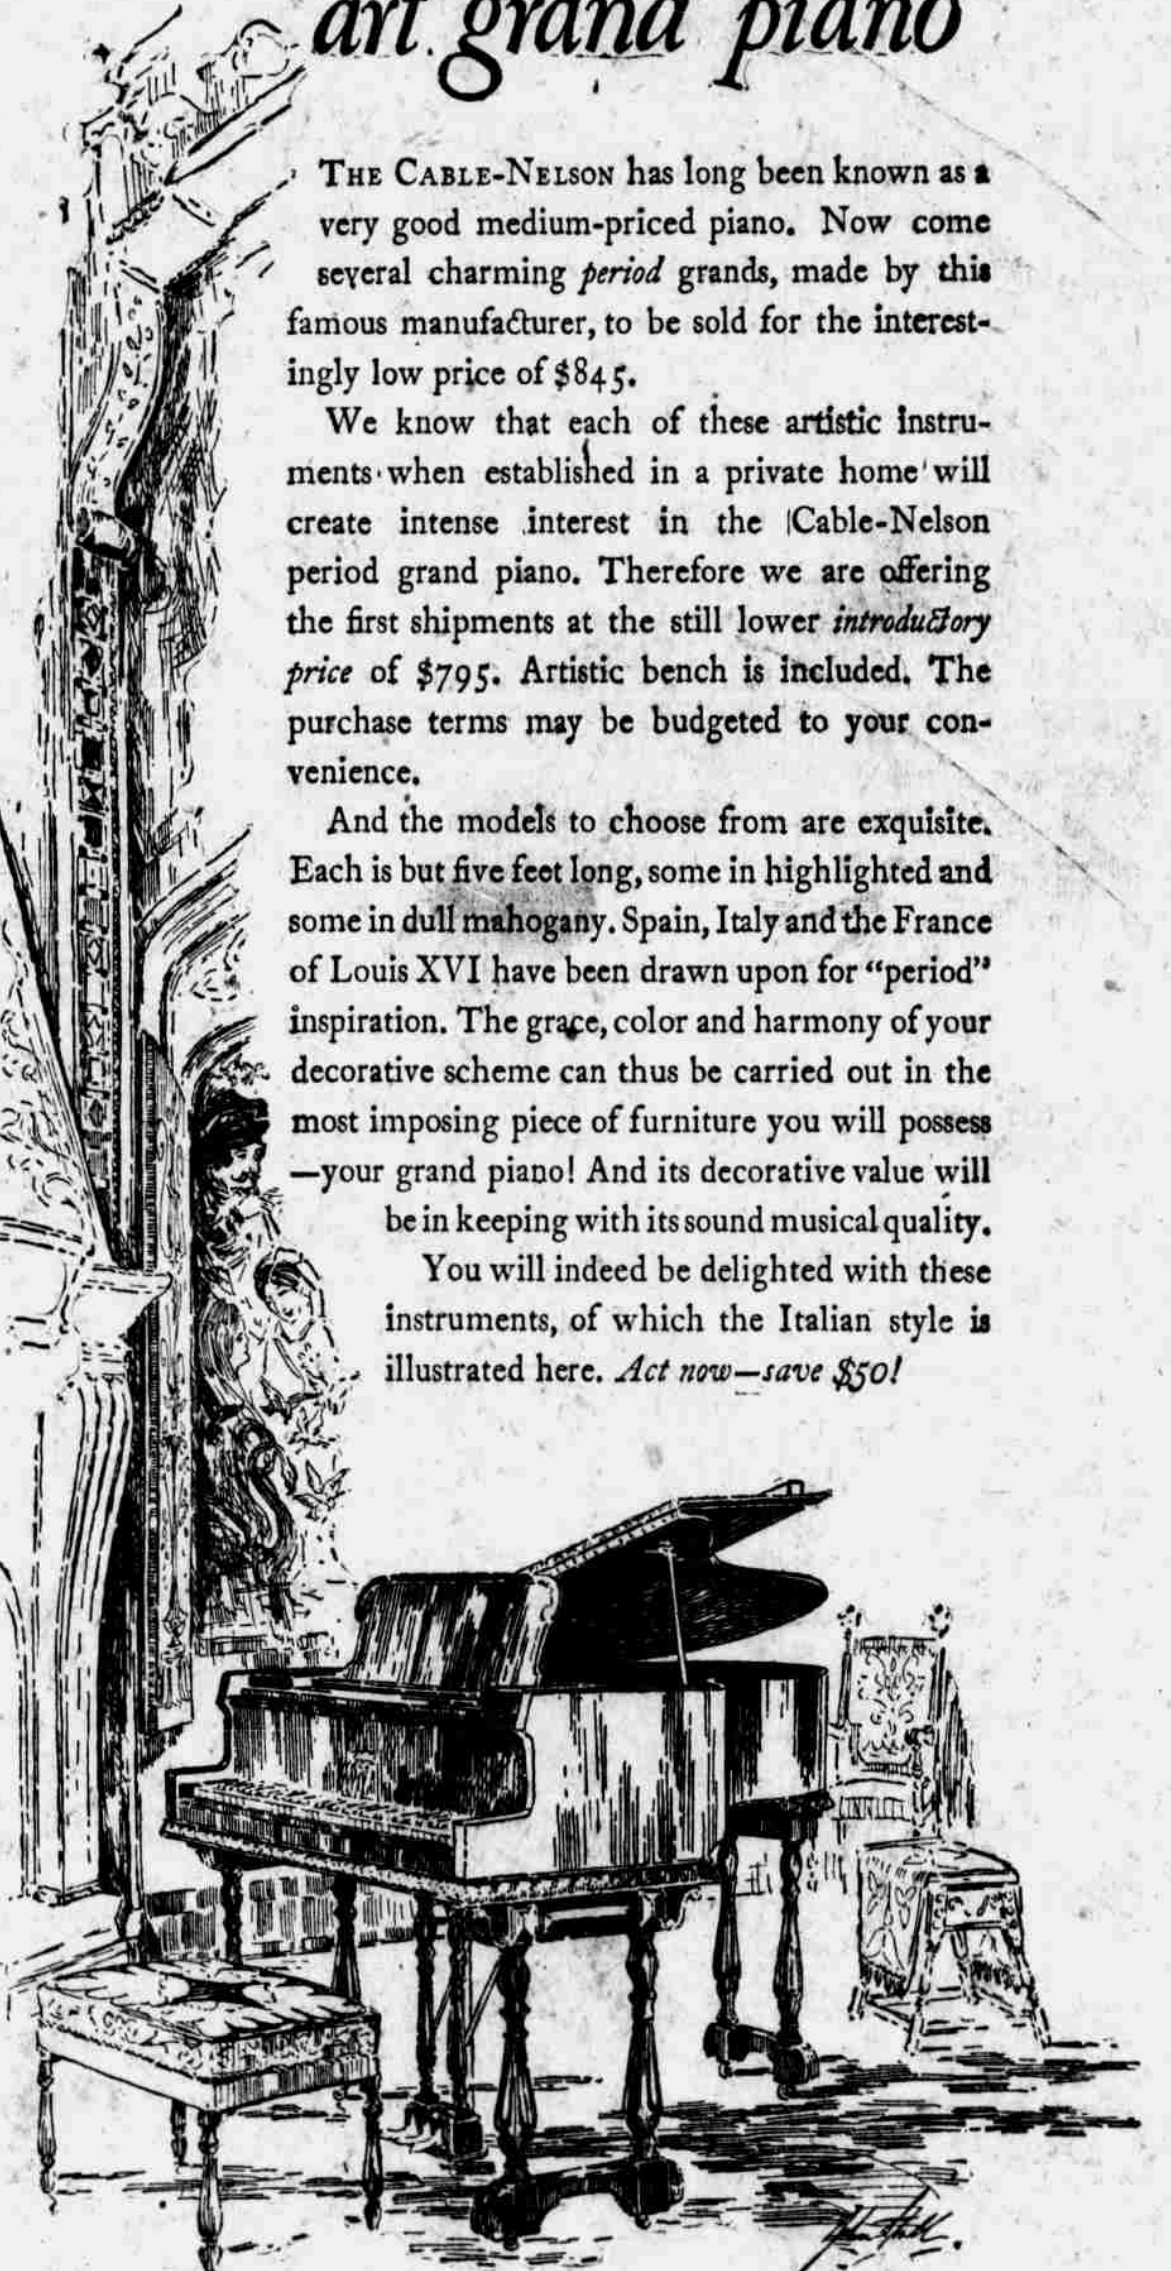 art grand piano
THE CABLE-NELSON has long been known as a
very good medium-priced piano. Now come
several charming period grands, made by this
famous manufacturer, to be sold for the interest-
ingly low price of $845.
We know that each of these artistic instru-
ments when established in a private home will
create intense interest in the Cable-Nelson
period grand piano. Therefore we are offering
the first shipments at the still lower introductory
price of $795. Artistic bench is included. The
purchase terms may be budgeted to your con-
venience.
And the models to choose from are exquisite.
Each is but five feet long, some in highlighted and
some in dull mahogany. Spain, Italy and the France
of Louis XVI have been drawn upon for "period"
inspiration. The grace, color and harmony of your
decorative scheme can thus be carried out in the
most imposing piece of furniture you will possess
—your grand piano! And its decorative value will
be in keeping with its sound musical quality.
You will indeed be delighted with these
instruments, of which the Italian style is
illustrated here. Act now—save $50!